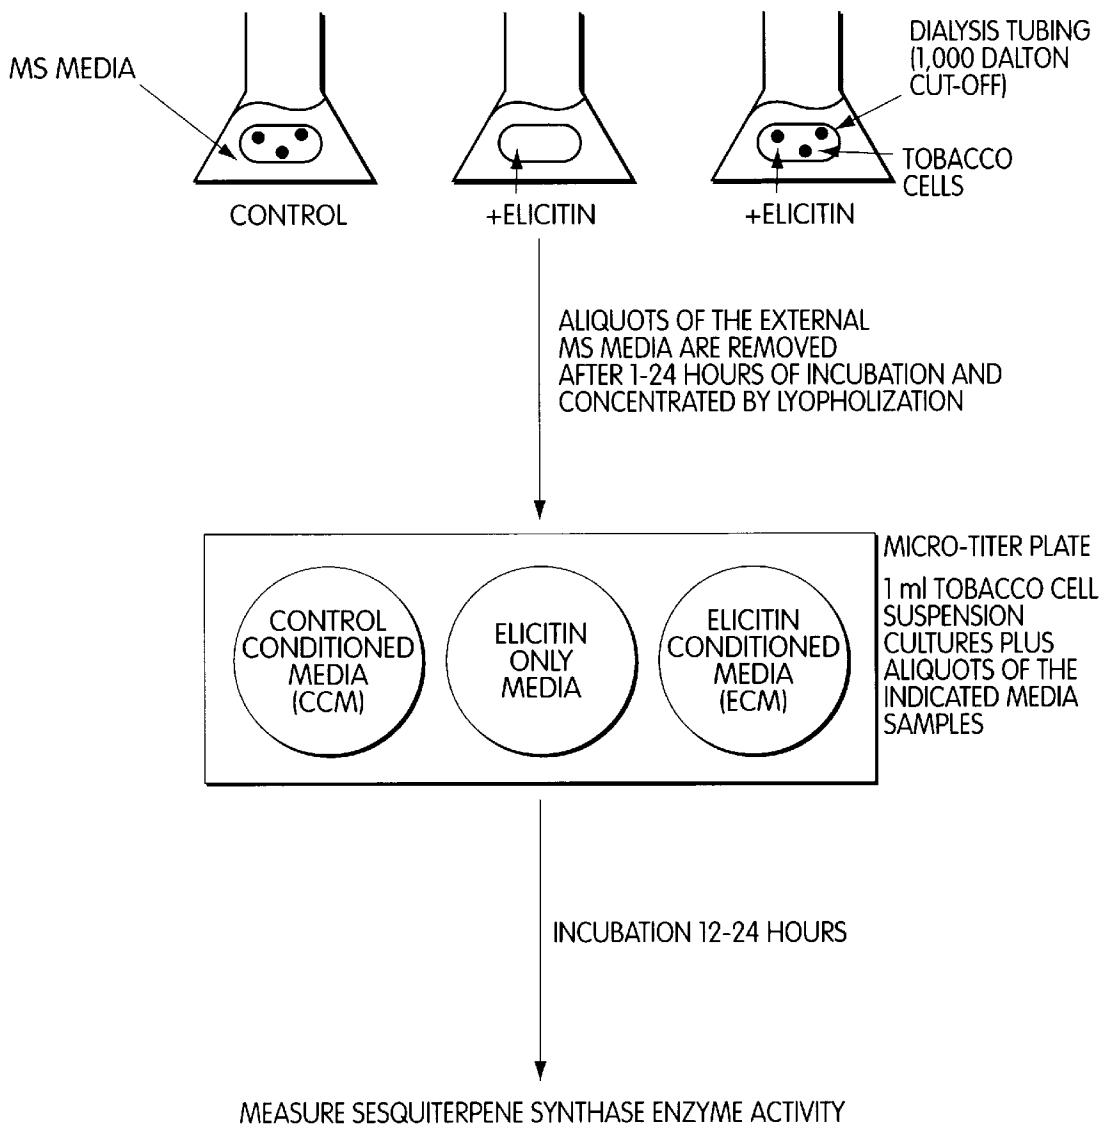 MS MEDIA
DIALYSIS TUBING
(1,000 DALTON
CUT-OFF)
TOBACCO
CELLS
CONTROL
+ELICITIN
+ELICITIN
ALIQUOTS OF THE EXTERNAL
MS MEDIA ARE REMOVED
AFTER 1-24 HOURS OF INCUBATION AND
CONCENTRATED BY LYOPHOLIZATION
CONTROL
CONDITIONED
MEDIA
(CCM)
ELICITIN
ONLY
MEDIA
ELICITIN
CONDITIONED
MEDIA
(ECM)
MICRO-TITER PLATE
1 ml TOBACCO CELL
SUSPENSION
CULTURES PLUS
ALIQUOTS OF THE
INDICATED MEDIA
SAMPLES
INCUBATION 12-24 HOURS
MEASURE SESQUITERPENE SYNTHASE ENZYME ACTIVITY